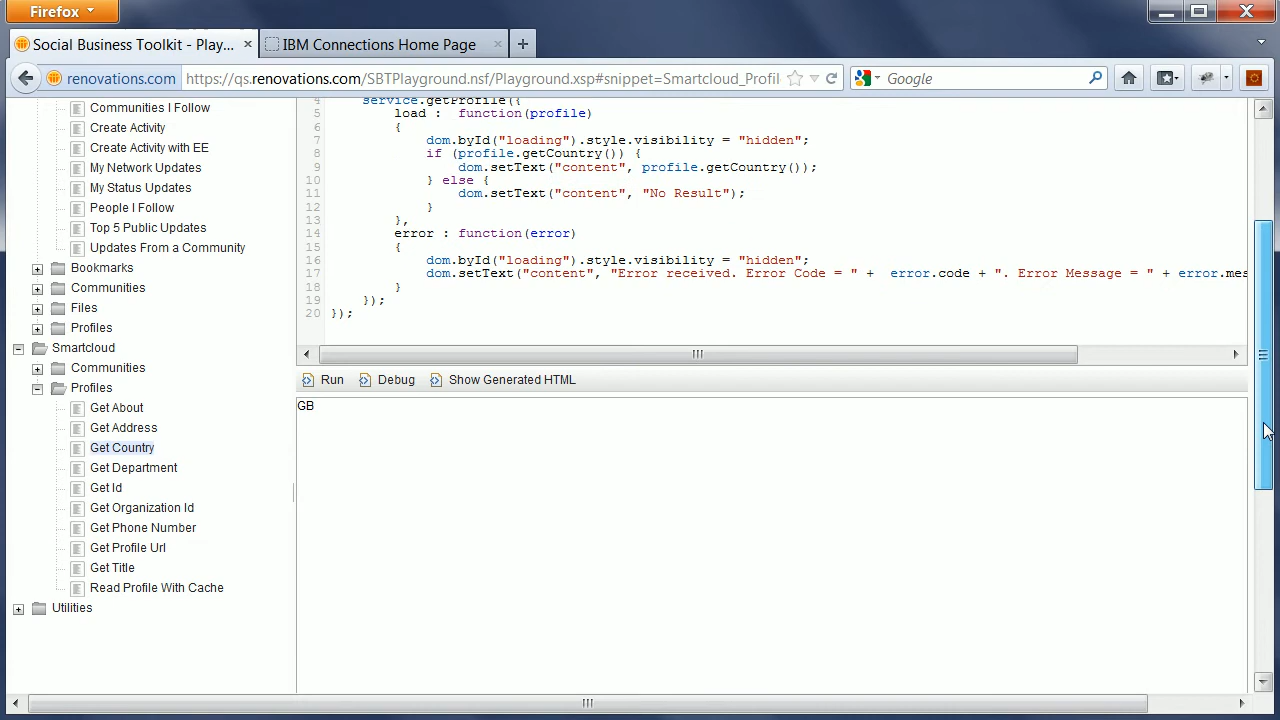 Firefox
Social Business Toolkit - Play...
IBM Connections Home Page
renovations.com
https://qs.renovations.com/SBTPlayground.nsf/Playground.xsp#snippet=Smartcloud_Profil
Google
Communities I Follow
Create Activity
Create Activity with EE
My Network Updates
My Status Updates
People I Follow
Top 5 Public Updates
Updates From a Community
Bookmarks
Communities
Files
Profiles
Smartcloud
Communities
Profiles
Get About
Get Address
Get Country
Get Department
Get Id
Get Organization Id
Get Phone Number
Get Profile Url
Get Title
Read Profile With Cache
Utilities
4 service.getProfile({
5 load : function(profile)
6 {
7 dom.byId("loading").style.visibility = "hidden";
8 if (profile.getCountry()) {
9 dom.setText("content", profile.getCountry());
10 } else {
11 dom.setText("content", "No Result");
12 }
13 },
14 error : function(error)
15 {
16 dom.byId("loading").style.visibility = "hidden";
17 dom.setText("content", "Error received. Error Code = " + error.code + ". Error Message = " + error.mes
18 }
19 });
20 });
Run
Debug
Show Generated HTML
GB